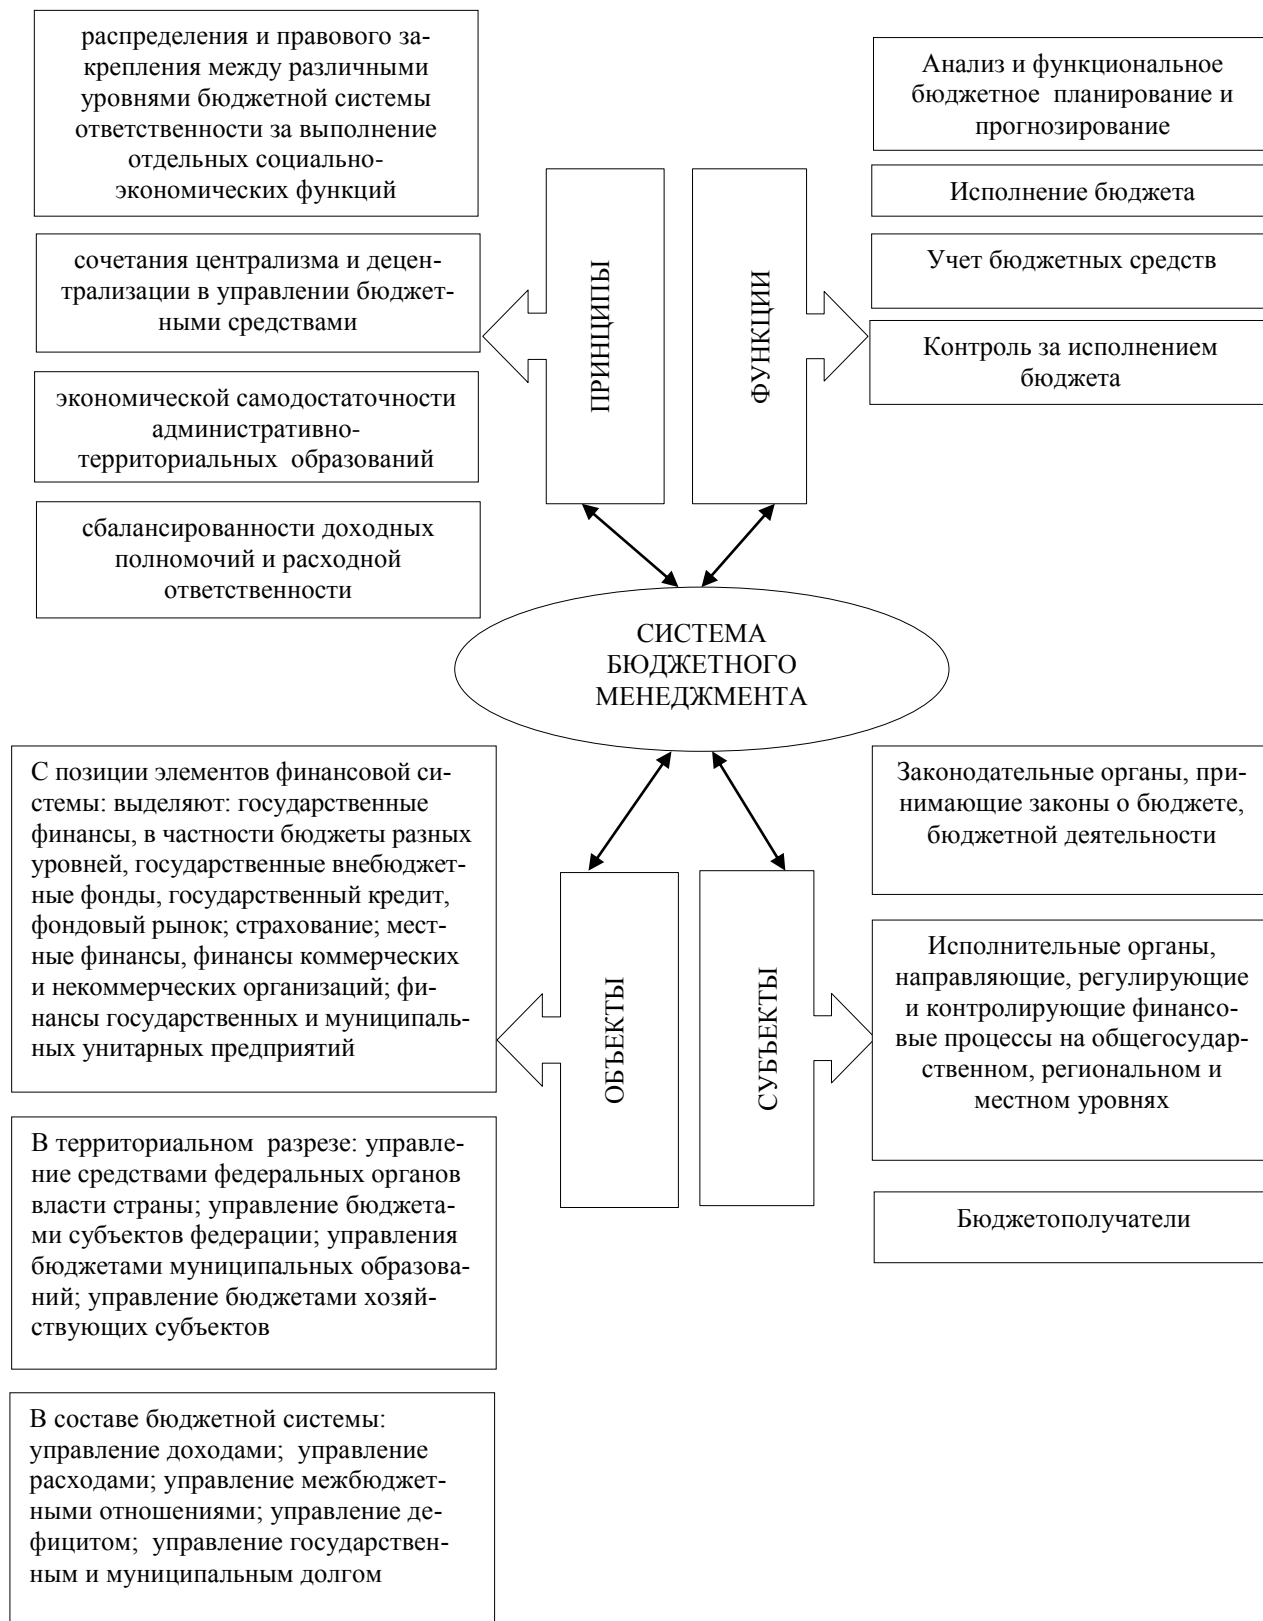 распределения и правового за-
крепления между различными
уровнями бюджетной системы
ответственности за выполнение
отдельных социально-
экономических функций
сочетания централизма и децен-
трализации в управлении бюджет-
ными средствами
экономической самодостаточности
административно-
территориальных  образований
сбалансированности доходных
полномочий и расходной
ответственности
ПРИНЦИПЫ
ФУНКЦИИ
Анализ и функциональное
бюджетное  планирование и
прогнозирование
Исполнение бюджета
Учет бюджетных средств
Контроль за исполнением
бюджета
СИСТЕМА
БЮДЖЕТНОГО
МЕНЕДЖМЕНТА
С позиции элементов финансовой си-
стемы: выделяют: государственные
финансы, в частности бюджеты разных
уровней, государственные внебюджет-
ные фонды, государственный кредит,
фондовый рынок; страхование; мест-
ные финансы, финансы коммерческих
и некоммерческих организаций; фи-
нансы государственных и муниципаль-
ных унитарных предприятий
В территориальном  разрезе: управле-
ние средствами федеральных органов
власти страны; управление бюджета-
ми субъектов федерации; управления
бюджетами муниципальных образова-
ний; управление бюджетами хозяй-
ствующих субъектов
В составе бюджетной системы:
управление доходами;  управление
расходами; управление межбюджет-
ными отношениями; управление де-
фицитом;  управление государствен-
ным и муниципальным долгом
ОБЪЕКТЫ
СУБЪЕКТЫ
Законодательные органы, при-
нимающие законы о бюджете,
бюджетной деятельности
Исполнительные органы,
направляющие, регулирующие
и контролирующие финансо-
вые процессы на общегосудар-
ственном, региональном и
местном уровнях
Бюджетополучатели